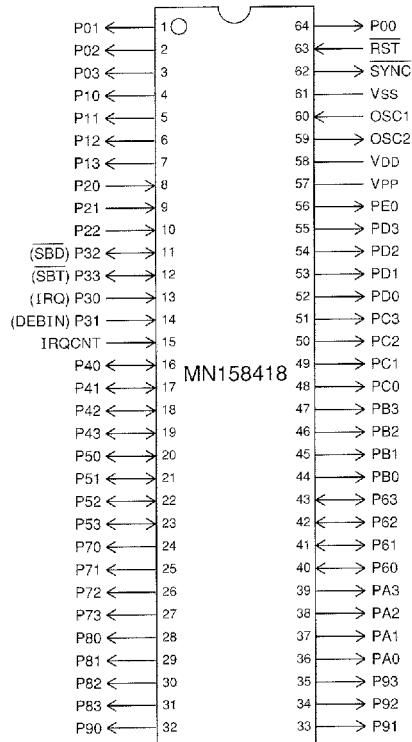 P01 1 64 P00
P02 2 63 RST
P03 3 62 SYNC
P10 4 61 VSS
P11 5 60 OSC1
P12 6 59 OSC2
P13 7 58 VDD
P20 8 57 VPP
P21 9 56 PE0
P22 10 55 PD3
(SBD) P32 11 54 PD2
(SBT) P33 12 53 PD1
(IRQ) P30 13 52 PD0
(DEBIN) P31 14 51 PC3
IRQCNT 15 50 PC2
P40 16 49 PC1
MN158418
P41 17 48 PC0
P42 18 47 PB3
P43 19 46 PB2
P50 20 45 PB1
P51 21 44 PB0
P52 22 43 P63
P53 23 42 P62
P70 24 41 P61
P71 25 40 P60
P72 26 39 PA3
P73 27 38 PA2
P80 28 37 PA1
P81 29 36 PA0
P82 30 35 P93
P83 31 34 P92
P90 32 33 P91